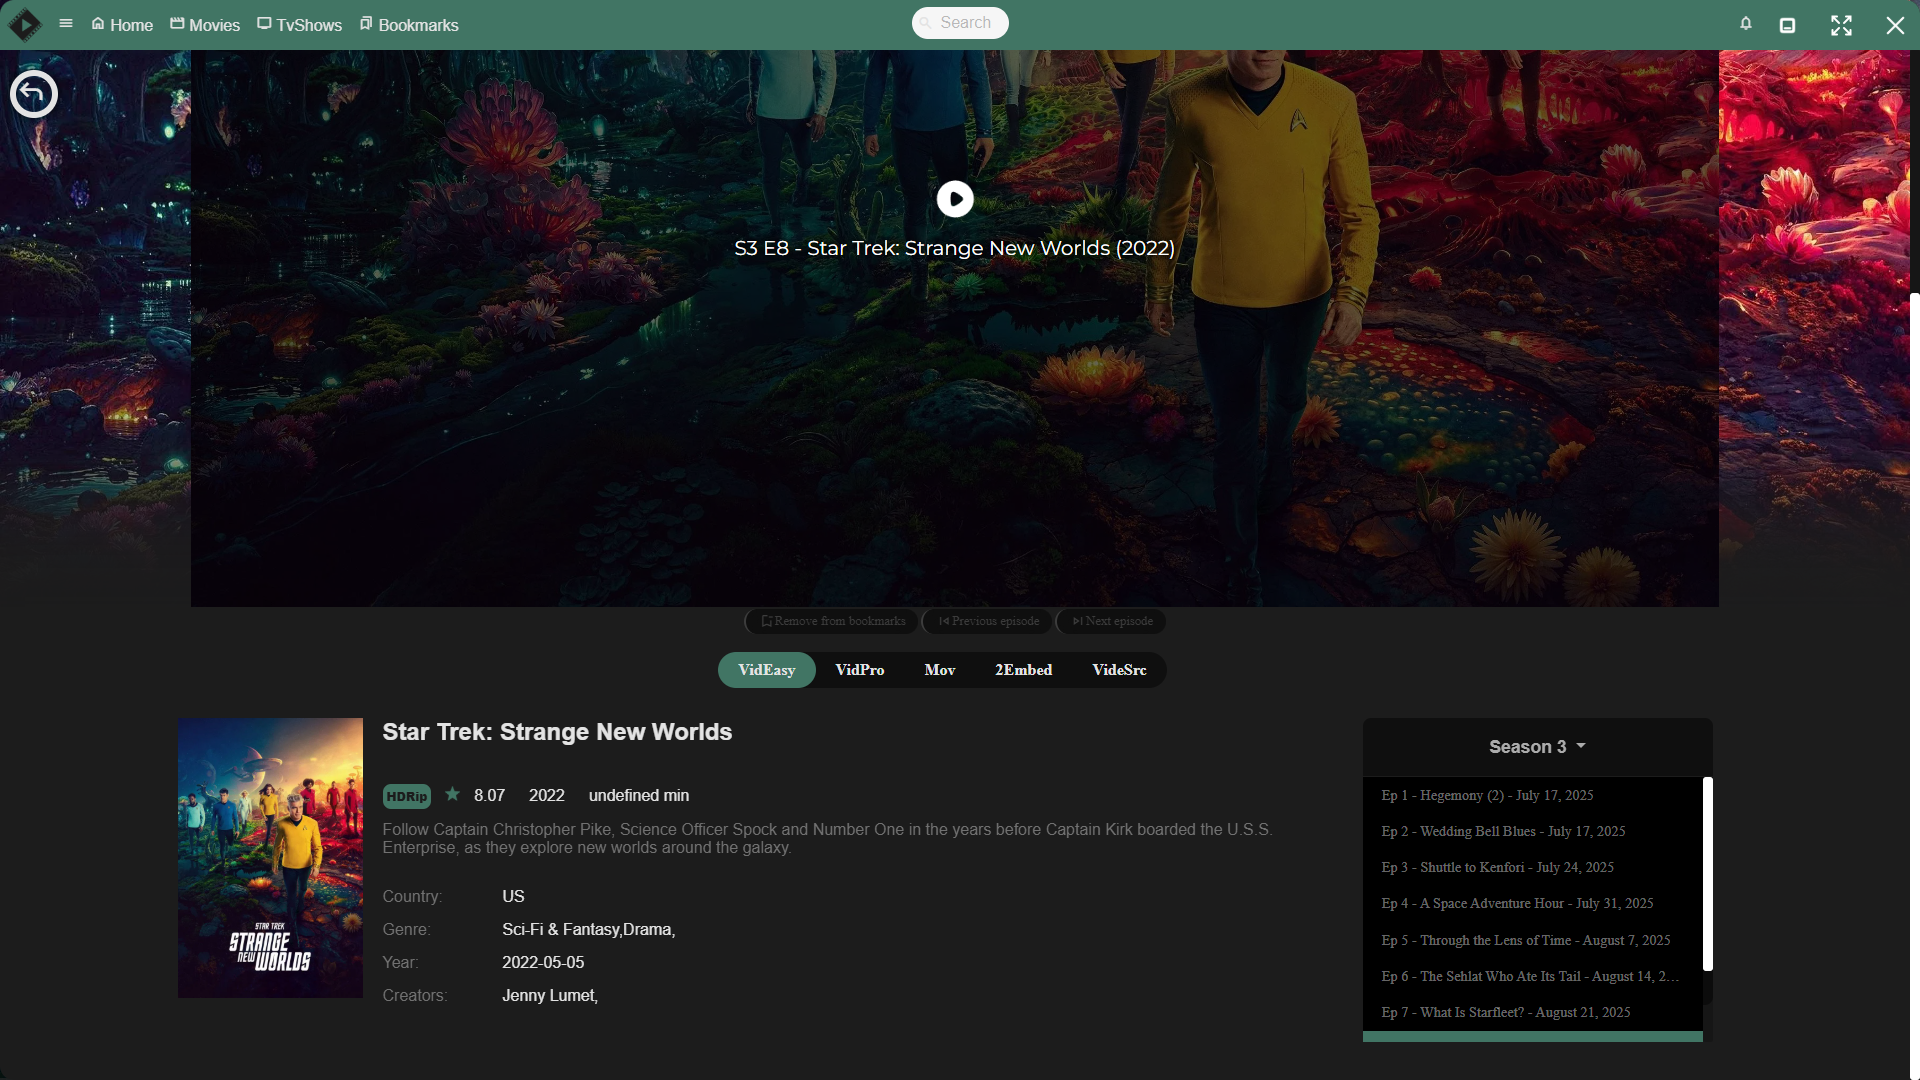 Home Movies TvShows Bookmarks Search
S3 E8 - Star Trek: Strange New Worlds (2022)
Remove from bookmarks Previous episode Next episode
VidEasy VidPro Mov 2Embed VideSrc
Star Trek: Strange New Worlds
HDRip 8.07 2022 undefined min
Follow Captain Christopher Pike, Science Officer Spock and Number One in the years before Captain Kirk boarded the U.S.S.
Enterprise, as they explore new worlds around the galaxy.
Country: US
Genre: Sci-Fi & Fantasy,Drama,
Year: 2022-05-05
Creators: Jenny Lumet,
STAR TREK
STRANGE
NEW WORLDS
Season 3
Ep 1 - Hegemony (2) - July 17, 2025
Ep 2 - Wedding Bell Blues - July 17, 2025
Ep 3 - Shuttle to Kenfori - July 24, 2025
Ep 4 - A Space Adventure Hour - July 31, 2025
Ep 5 - Through the Lens of Time - August 7, 2025
Ep 6 - The Sehlat Who Ate Its Tail - August 14, 2...
Ep 7 - What Is Starfleet? - August 21, 2025